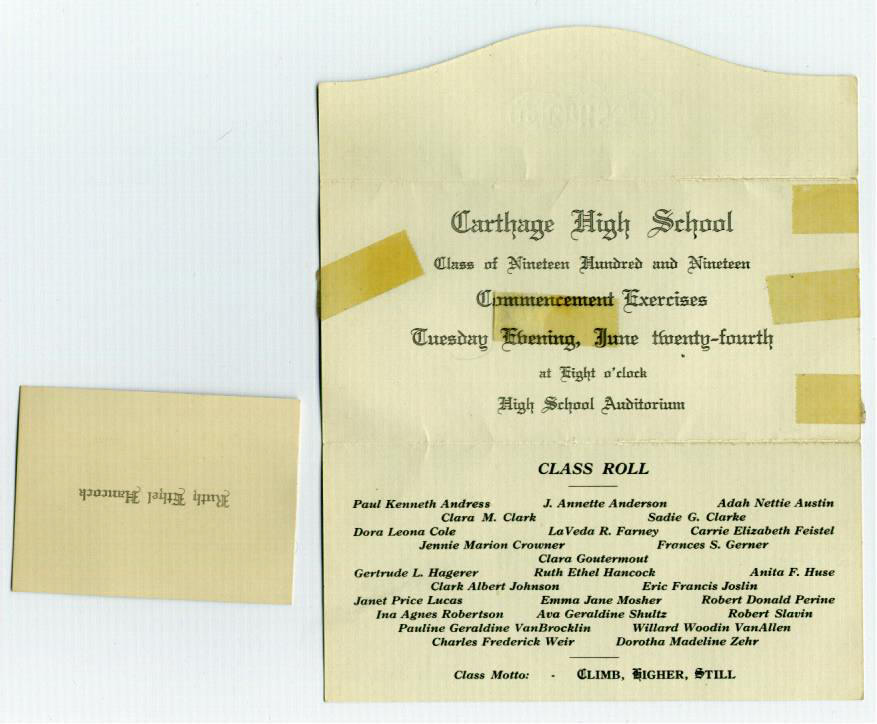 Carthage High School
Class of Nineteen Hundred and Nineteen
Commencement Exercises
Tuesday Evening, June twenty-fourth
at Eight o'clock
High School Auditorium
CLASS ROLL
Paul Kenneth Andress J. Annette Anderson Adah Nettie Austin
Clara M. Clark Sadie G. Clarke
Dora Leona Cole LaVeda R. Farney Carrie Elizabeth Feistel
Jennie Marion Crowner Frances S. Gerner
Clara Goutermout
Gertrude L. Hagerer Ruth Ethel Hancock Anita F. Huse
Clark Albert Johnson Eric Francis Joslin
Janet Price Lucas Emma Jane Mosher Robert Donald Perine
Ina Agnes Robertson Ava Geraldine Shultz Robert Slavin
Pauline Geraldine VanBrocklin Willard Woodin VanAllen
Charles Frederick Weir Dorotha Madeline Zehr
Class Motto: - CLIMB, HIGHER, STILL
Ruth Ethel Hancock